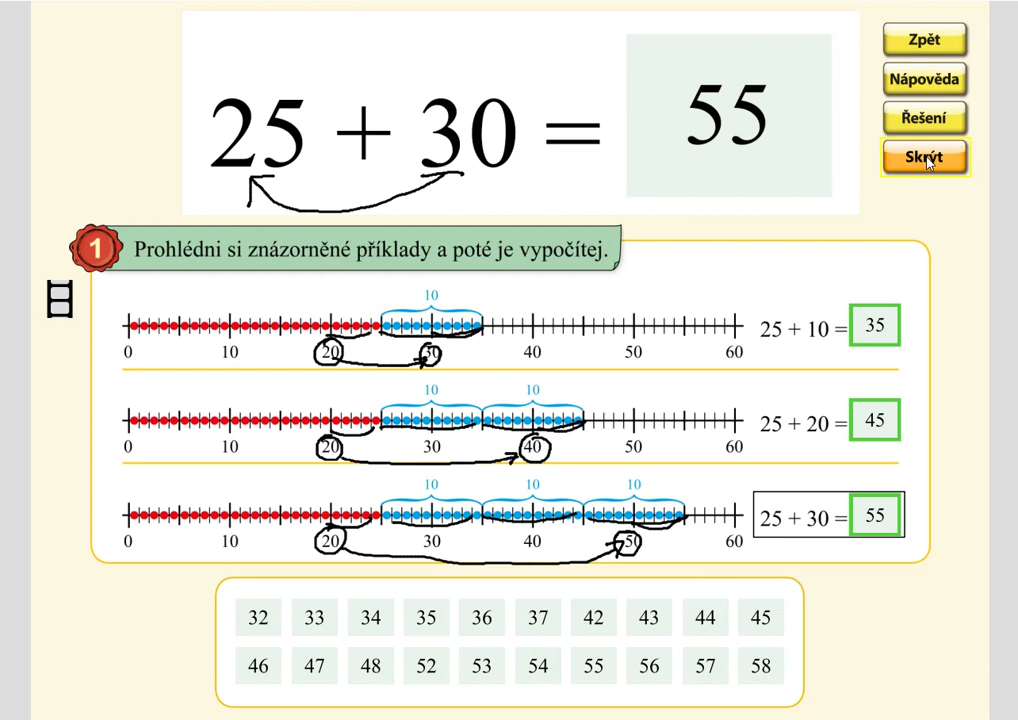 25 + 30 = 55
Zpět
Nápověda
Řešení
Skrýt
1 Prohlédni si znázorněné příklady a poté je vypočítej.
10
0 10 20 30 40 50 60
25 + 10 = 35
10 10
0 10 20 30 40 50 60
25 + 20 = 45
10 10 10
0 10 20 30 40 50 60
25 + 30 = 55
32 33 34 35 36 37 42 43 44 45
46 47 48 52 53 54 55 56 57 58